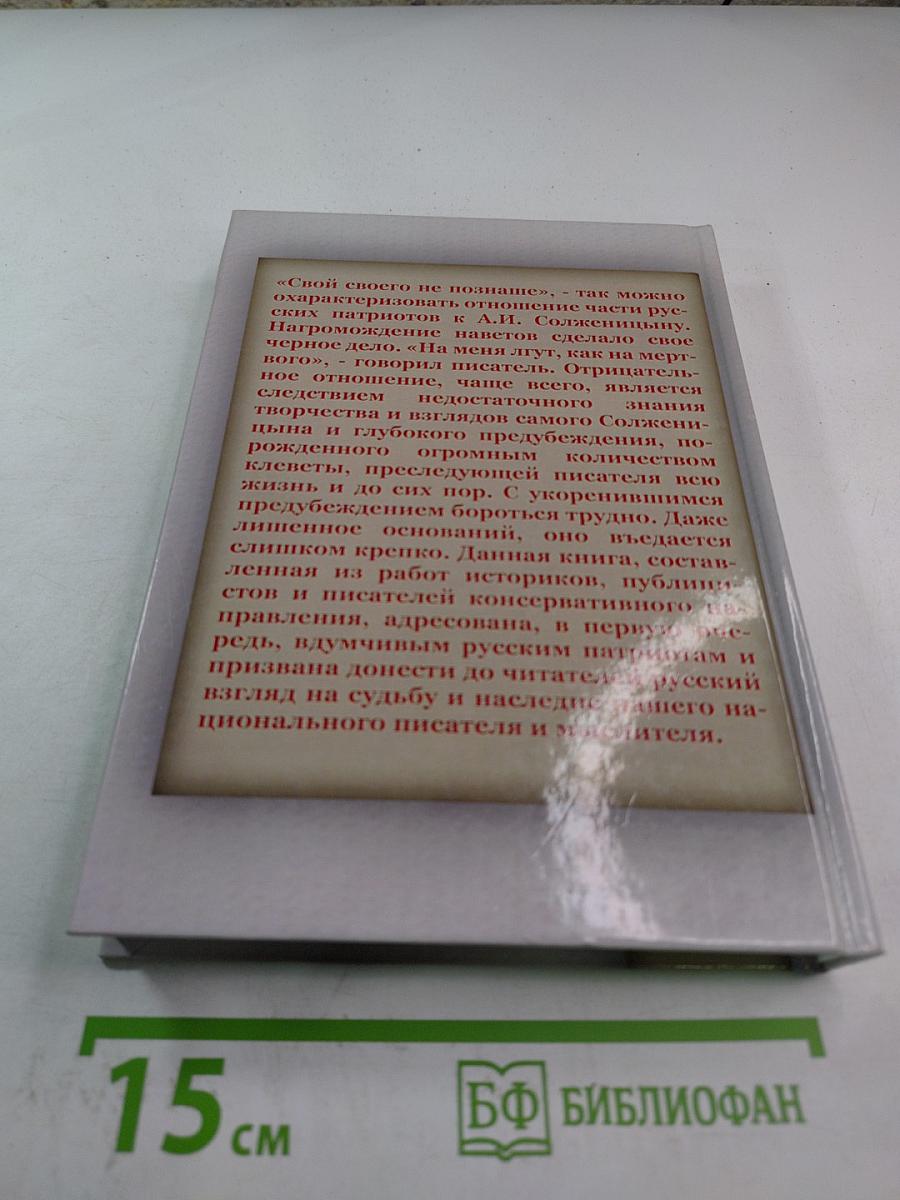 «Свой своего не познаше», - так можно
охарактеризовать отношение части рус-
ских патриотов к А.И. Солженицыну.
Нагромождение наветов сделало свое
черное дело. «На меня лгут, как на мерт-
вого», - говорил писатель. Отрицатель-
ное отношение, чаще всего, является
следствием недостаточного знания
творчества и взглядов самого Солжени-
цына и глубокого предубеждения, по-
рожденного огромным количеством
клеветы, преследующей писателя всю
жизнь и до сих пор. С укоренившимся
предубеждением бороться трудно. Даже
лишенное оснований, оно въедается
слишком крепко. Данная книга, состав-
ленная из работ историков, публици-
стов и писателей консервативного на-
правления, адресована, в первую оче-
редь, вдумчивым русским патриотам и
призвана донести до читателей русский
взгляд на судьбу и наследие нашего на-
ционального писателя и мыслителя.
15 см
БФ БИБЛИОФАН